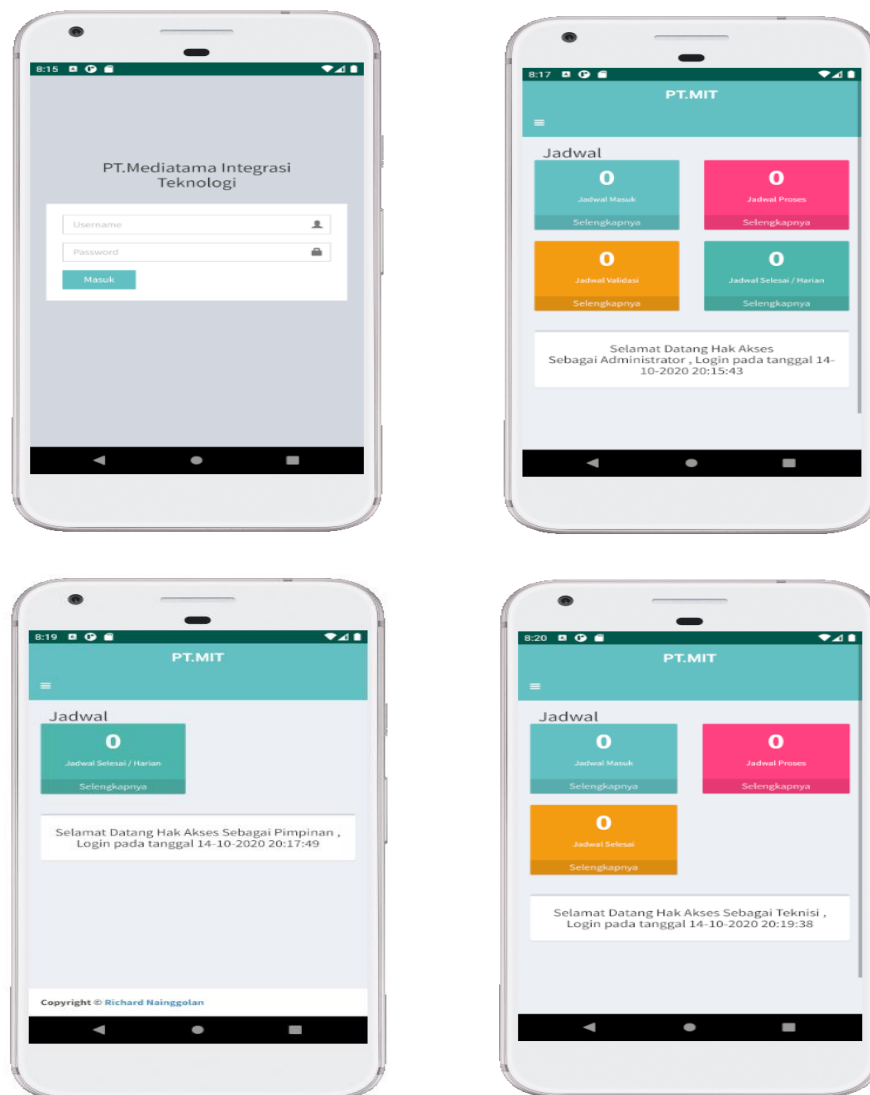 8:15
PT.Mediatama Integrasi
Teknologi
Username
Password
Masuk
8:17
PT.MIT
Jadwal
0
Jadwal Masuk
Selengkapnya
0
Jadwal Proses
Selengkapnya
0
Jadwal Validasi
Selengkapnya
0
Jadwal Selesai / Harian
Selengkapnya
Selamat Datang Hak Akses
Sebagai Administrator , Login pada tanggal 14-
10-2020 20:15:43
8:19
PT.MIT
Jadwal
0
Jadwal Selesai / Harian
Selengkapnya
Selamat Datang Hak Akses Sebagai Pimpinan ,
Login pada tanggal 14-10-2020 20:17:49
Copyright © Richard Nainggolan
8:20
PT.MIT
Jadwal
0
Jadwal Masuk
Selengkapnya
0
Jadwal Proses
Selengkapnya
0
Jadwal Selesai
Selengkapnya
Selamat Datang Hak Akses Sebagai Teknisi ,
Login pada tanggal 14-10-2020 20:19:38